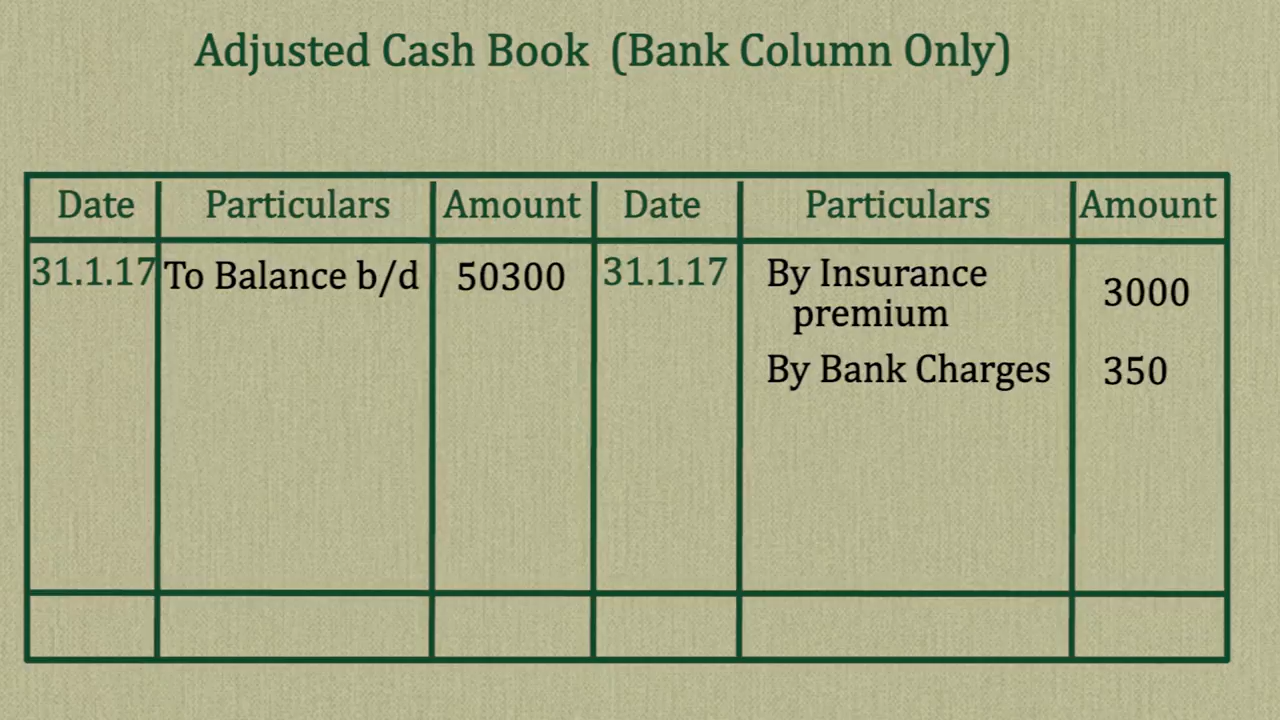 Adjusted Cash Book (Bank Column Only)
Date Particulars Amount Date Particulars Amount
31.1.17 To Balance b/d 50300 31.1.17 By Insurance
premium 3000
By Bank Charges 350